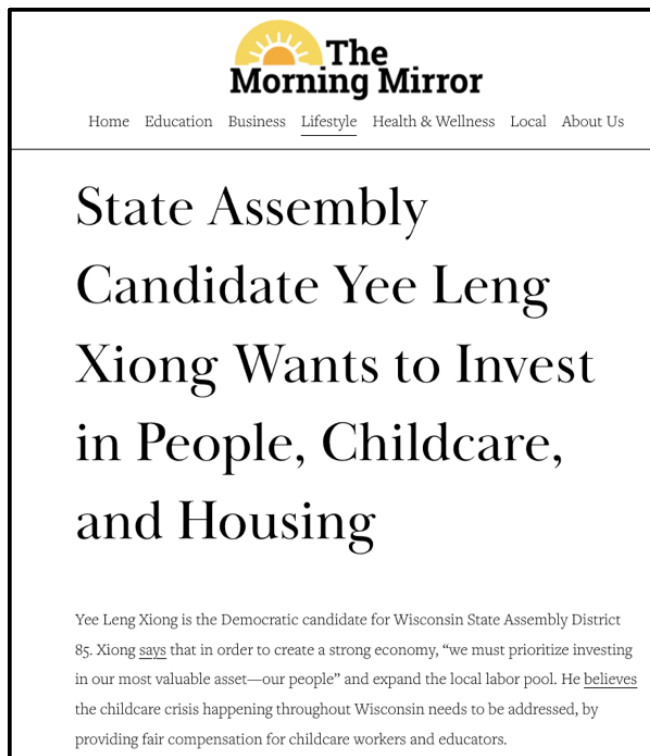 The
Morning Mirror
Home Education Business Lifestyle Health & Wellness Local About Us
State Assembly
Candidate Yee Leng
Xiong Wants to Invest
in People, Childcare,
and Housing
Yee Leng Xiong is the Democratic candidate for Wisconsin State Assembly District
85. Xiong says that in order to create a strong economy, “we must prioritize investing
in our most valuable asset—our people” and expand the local labor pool. He believes
the childcare crisis happening throughout Wisconsin needs to be addressed, by
providing fair compensation for childcare workers and educators.